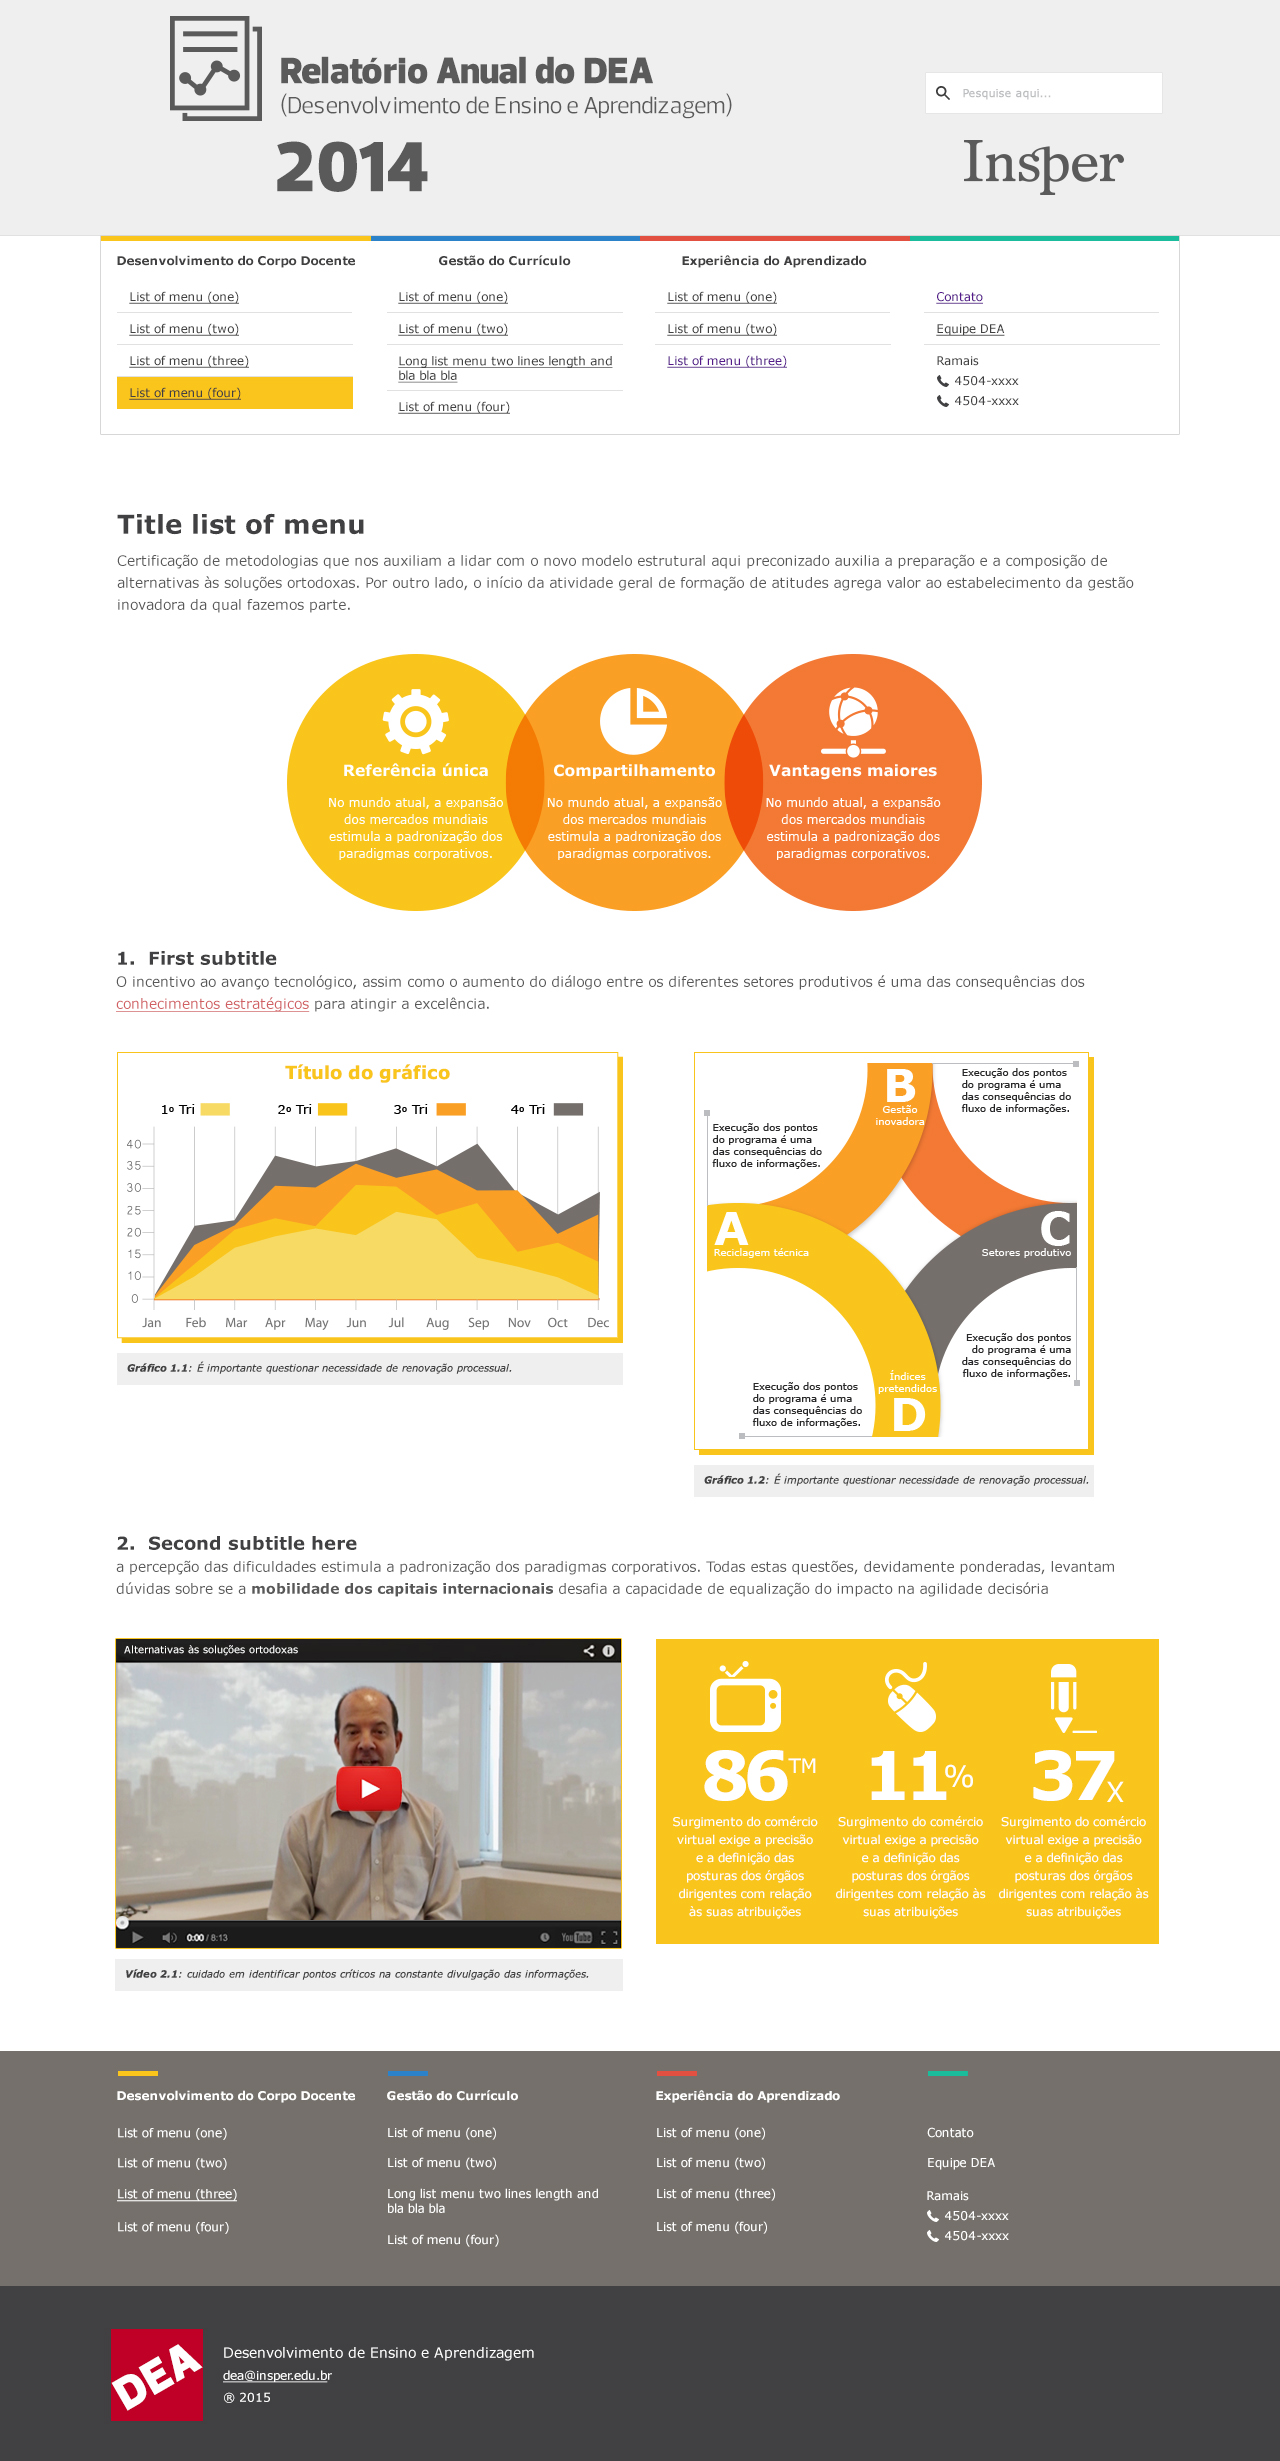 Relatório Anual do DEA
(Desenvolvimento de Ensino e Aprendizagem)
2014
Pesquise aqui...
Insper
Desenvolvimento do Corpo Docente
List of menu (one)
List of menu (two)
List of menu (three)
List of menu (four)
Gestão do Currículo
List of menu (one)
List of menu (two)
Long list menu two lines length and
bla bla bla
List of menu (four)
Experiência do Aprendizado
List of menu (one)
List of menu (two)
List of menu (three)
Contato
Equipe DEA
Ramais
4504-xxxx
4504-xxxx
Title list of menu
Certificação de metodologias que nos auxiliam a lidar com o novo modelo estrutural aqui preconizado auxilia a preparação e a composição de
alternativas às soluções ortodoxas. Por outro lado, o início da atividade geral de formação de atitudes agrega valor ao estabelecimento da gestão
inovadora da qual fazemos parte.
Referência única
No mundo atual, a expansão
dos mercados mundiais
estimula a padronização dos
paradigmas corporativos.
Compartilhamento
No mundo atual, a expansão
dos mercados mundiais
estimula a padronização dos
paradigmas corporativos.
Vantagens maiores
No mundo atual, a expansão
dos mercados mundiais
estimula a padronização dos
paradigmas corporativos.
1. First subtitle
O incentivo ao avanço tecnológico, assim como o aumento do diálogo entre os diferentes setores produtivos é uma das consequências dos
conhecimentos estratégicos para atingir a excelência.
Título do gráfico
1º Tri 2º Tri 3º Tri 4º Tri
40
35
30
25
20
15
10
0
Jan Feb Mar Apr May Jun Jul Aug Sep Nov Oct Dec
Gráfico 1.1: É importante questionar necessidade de renovação processual.
B
Gestão
inovadora
Execução dos pontos
do programa é uma
das consequências do
fluxo de informações.
Execução dos pontos
do programa é uma
das consequências do
fluxo de informações.
A
Reciclagem técnica
C
Setores produtivo
Execução dos pontos
do programa é uma
das consequências do
fluxo de informações.
Índices
pretendidos
D
Execução dos pontos
do programa é uma
das consequências do
fluxo de informações.
Gráfico 1.2: É importante questionar necessidade de renovação processual.
2. Second subtitle here
a percepção das dificuldades estimula a padronização dos paradigmas corporativos. Todas estas questões, devidamente ponderadas, levantam
dúvidas sobre se a mobilidade dos capitais internacionais desafia a capacidade de equalização do impacto na agilidade decisória
Alternativas às soluções ortodoxas
0:00 / 8:13
YouTube
Vídeo 2.1: cuidado em identificar pontos críticos na constante divulgação das informações.
86TM
Surgimento do comércio
virtual exige a precisão
e a definição das
posturas dos órgãos
dirigentes com relação
às suas atribuições
11%
Surgimento do comércio
virtual exige a precisão
e a definição das
posturas dos órgãos
dirigentes com relação às
suas atribuições
37X
Surgimento do comércio
virtual exige a precisão
e a definição das
posturas dos órgãos
dirigentes com relação às
suas atribuições
Desenvolvimento do Corpo Docente
List of menu (one)
List of menu (two)
List of menu (three)
List of menu (four)
Gestão do Currículo
List of menu (one)
List of menu (two)
Long list menu two lines length and
bla bla bla
List of menu (four)
Experiência do Aprendizado
List of menu (one)
List of menu (two)
List of menu (three)
List of menu (four)
Contato
Equipe DEA
Ramais
4504-xxxx
4504-xxxx
DEA
Desenvolvimento de Ensino e Aprendizagem
dea@insper.edu.br
® 2015